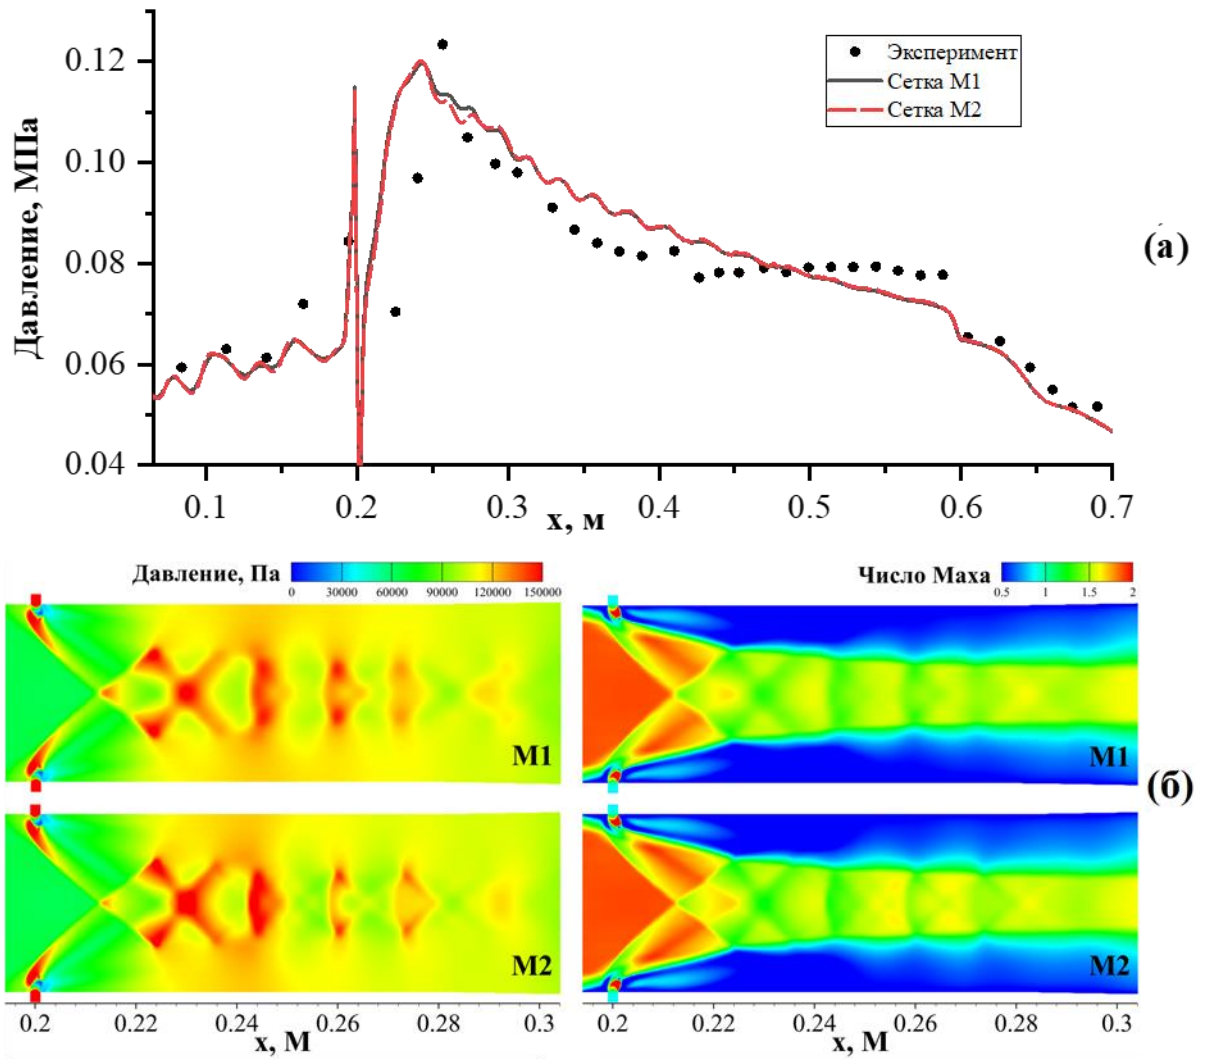 0.12
0.10
0.08
0.06
0.04
Давление, МПа
Эксперимент
Сетка М1
Сетка М2
(а)
0.1 0.2 0.3 0.4 0.5 0.6 0.7
х, м
Давление, Па 0 30000 60000 90000 120000 150000
Число Маха 0.5 1 1.5 2
М1 М1
(б)
М2 М2
0.2 0.22 0.24 0.26 0.28 0.3 0.2 0.22 0.24 0.26 0.28 0.3
х, М х, М